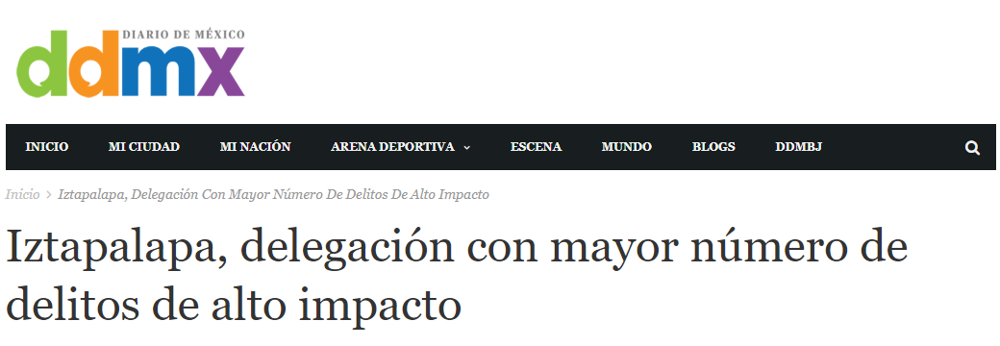 DIARIO DE MÉXICO
ddmx
INICIO MI CIUDAD MI NACIÓN ARENA DEPORTIVA ESCENA MUNDO BLOGS DDMBJ
Inicio > Iztapalapa, Delegación Con Mayor Número De Delitos De Alto Impacto
Iztapalapa, delegación con mayor número de
delitos de alto impacto